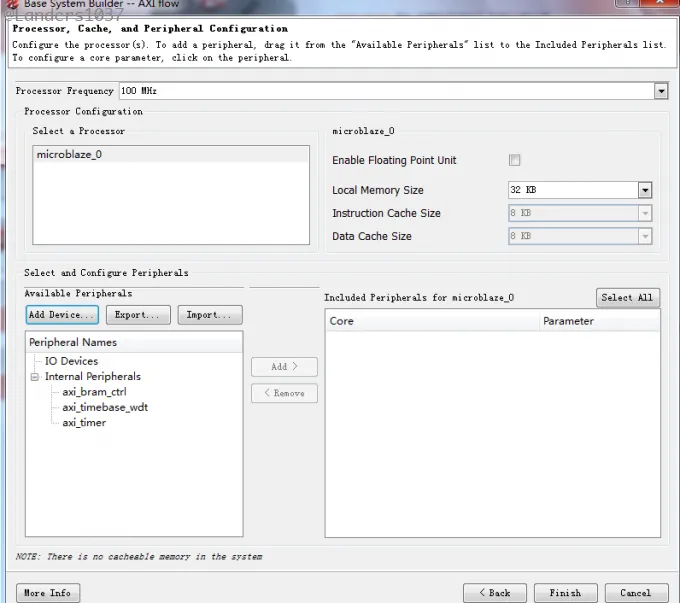 Base System Builder -- AXI flow
@Landers1037
Processor, Cache, and Peripheral Configuration
Configure the processor(s). To add a peripheral, drag it from the "Available Peripherals" list to the Included Peripherals list.
To configure a core parameter, click on the peripheral.
Processor Frequency 100 MHz
Processor Configuration
Select a Processor
microblaze_0
microblaze_0
Enable Floating Point Unit
Local Memory Size 32 KB
Instruction Cache Size 8 KB
Data Cache Size 8 KB
Select and Configure Peripherals
Available Peripherals
Add Device... Export... Import...
Peripheral Names
IO Devices
Internal Peripherals
axi_bram_ctrl
axi_timebase_wdt
axi_timer
Add >
< Remove
Included Peripherals for microblaze_0 Select All
Core Parameter
NOTE: There is no cacheable memory in the system
More Info < Back Finish Cancel